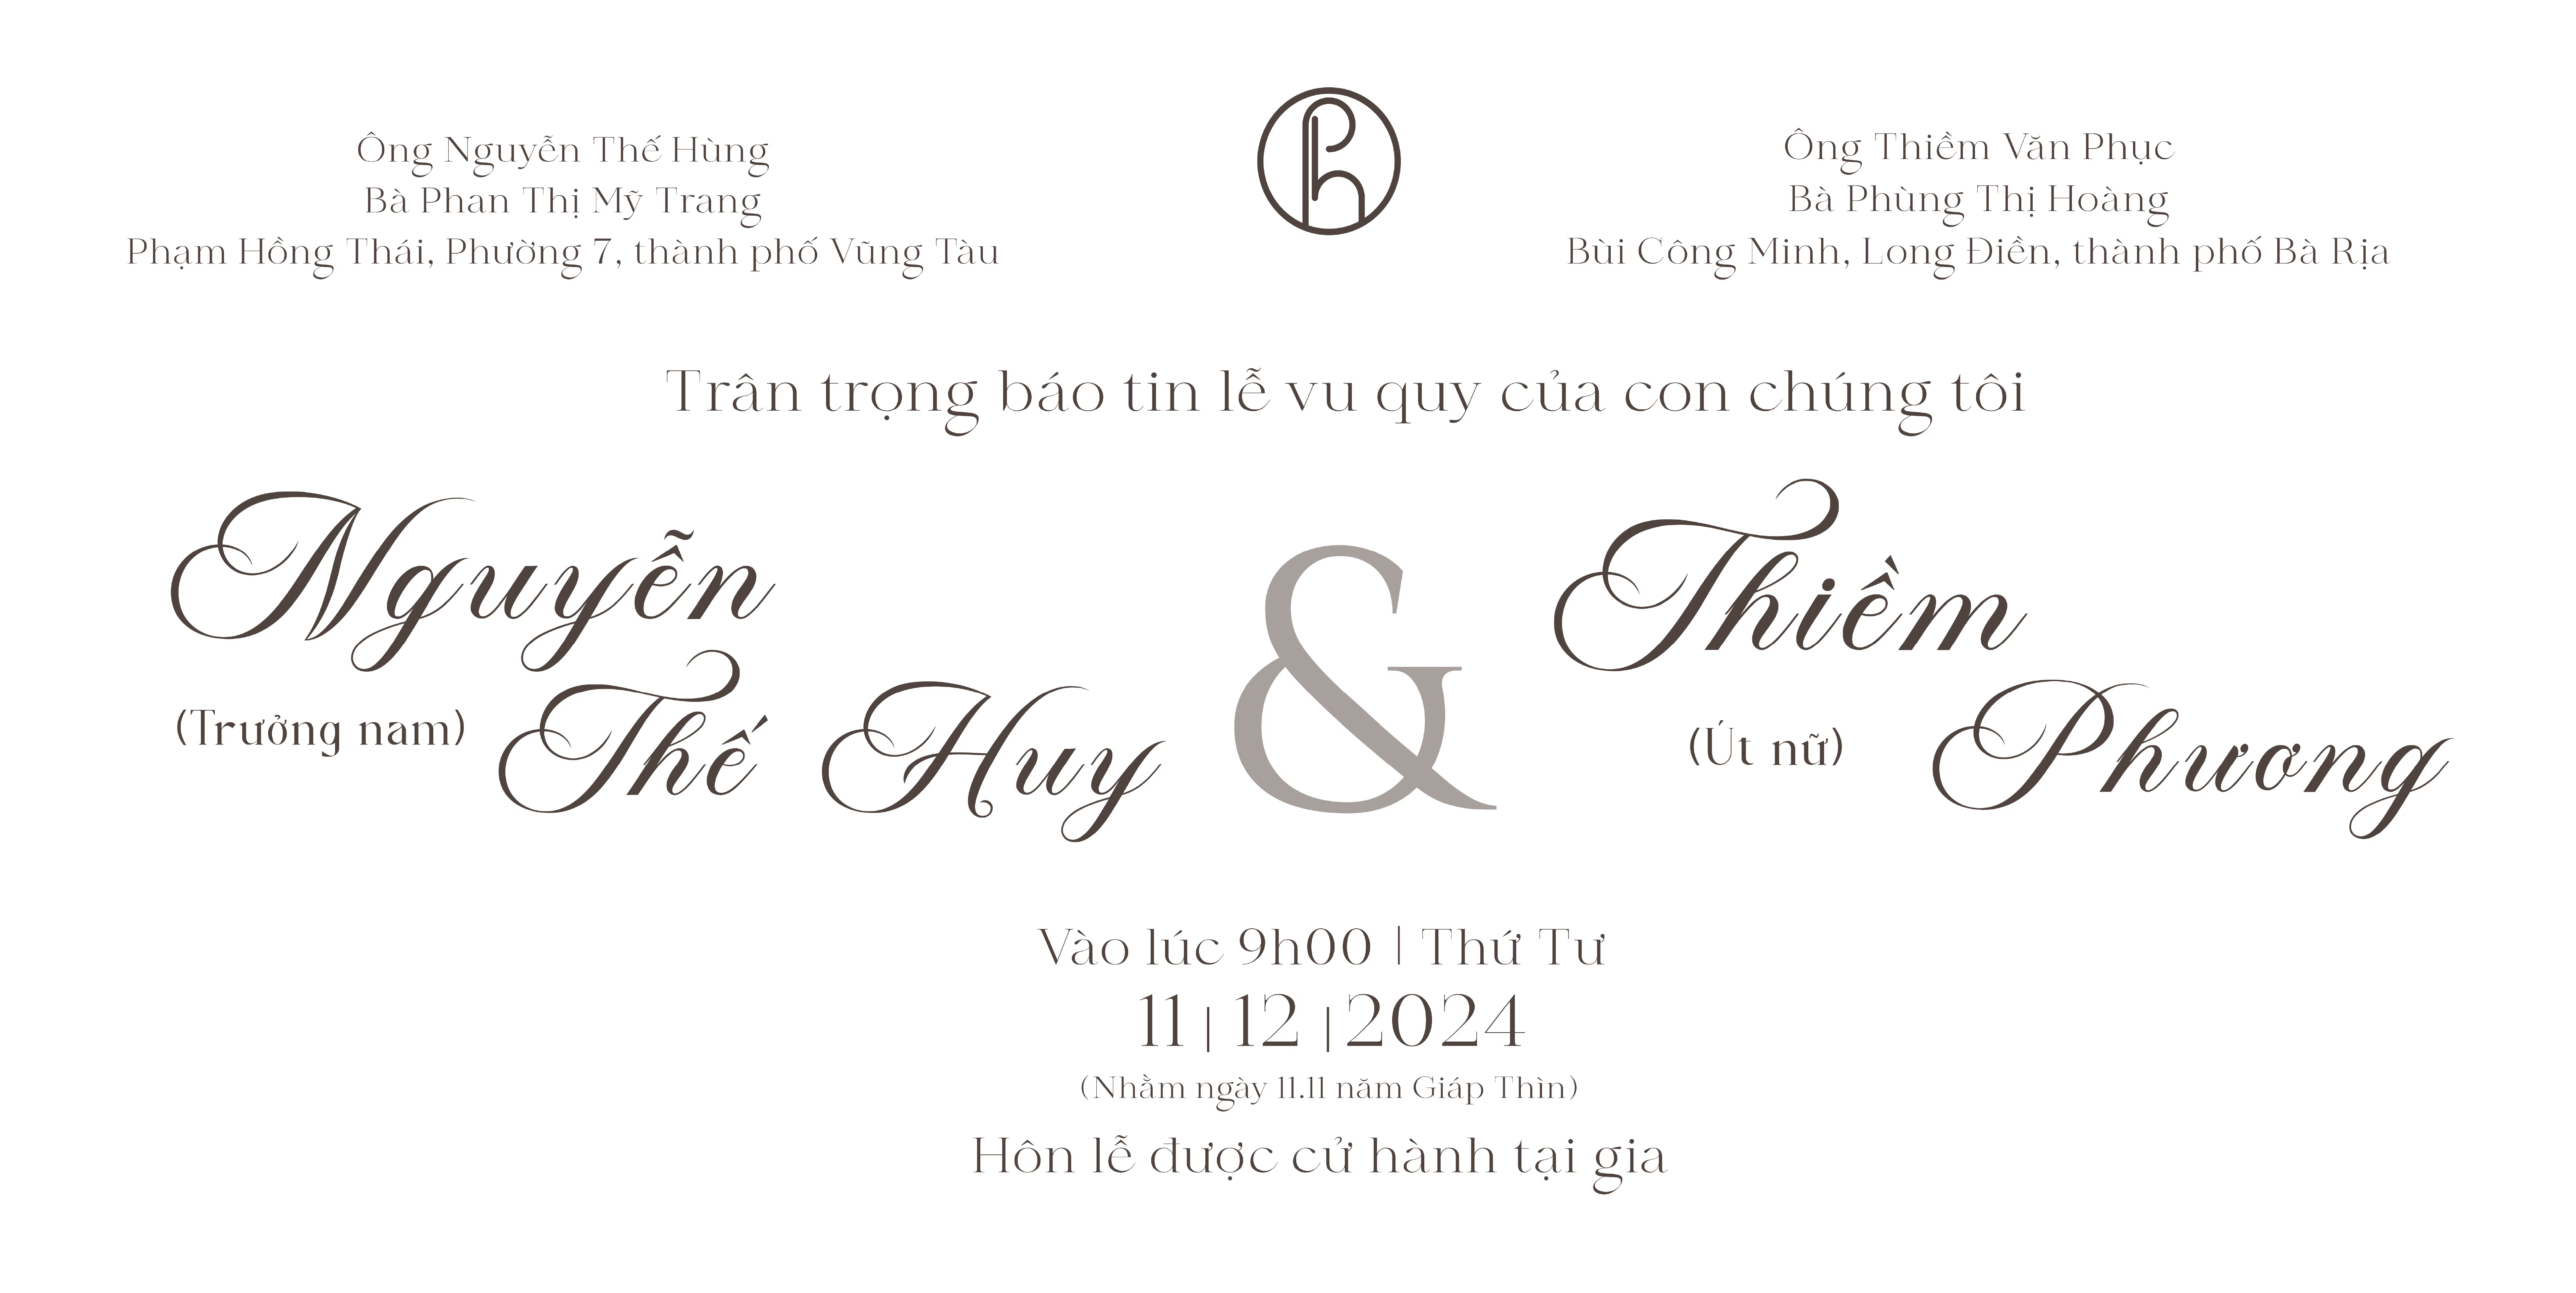 Ông Nguyễn Thế Hùng
Bà Phan Thị Mỹ Trang
Phạm Hồng Thái, Phường 7, thành phố Vũng Tàu
Ông Thiềm Văn Phục
Bà Phùng Thị Hoàng
Bùi Công Minh, Long Điền, thành phố Bà Rịa
Trân trọng báo tin lễ vu quy của con chúng tôi
Nguyễn
(Trưởng nam) Thế Huy
&
Thiềm
(Út nữ) Phương
Vào lúc 9h00 | Thứ Tư
11 | 12 | 2024
(Nhằm ngày 11.11 năm Giáp Thìn)
Hôn lễ được cử hành tại gia